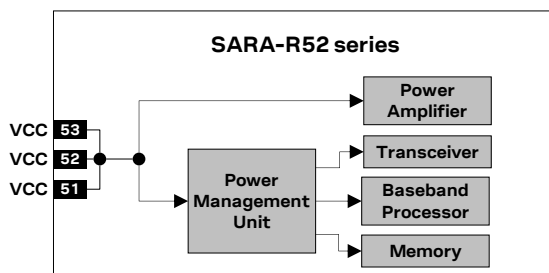 SARA-R52 series
Power
Amplifier
VCC 53
VCC 52
VCC 51
Transceiver
Power
Management
Unit
Baseband
Processor
Memory